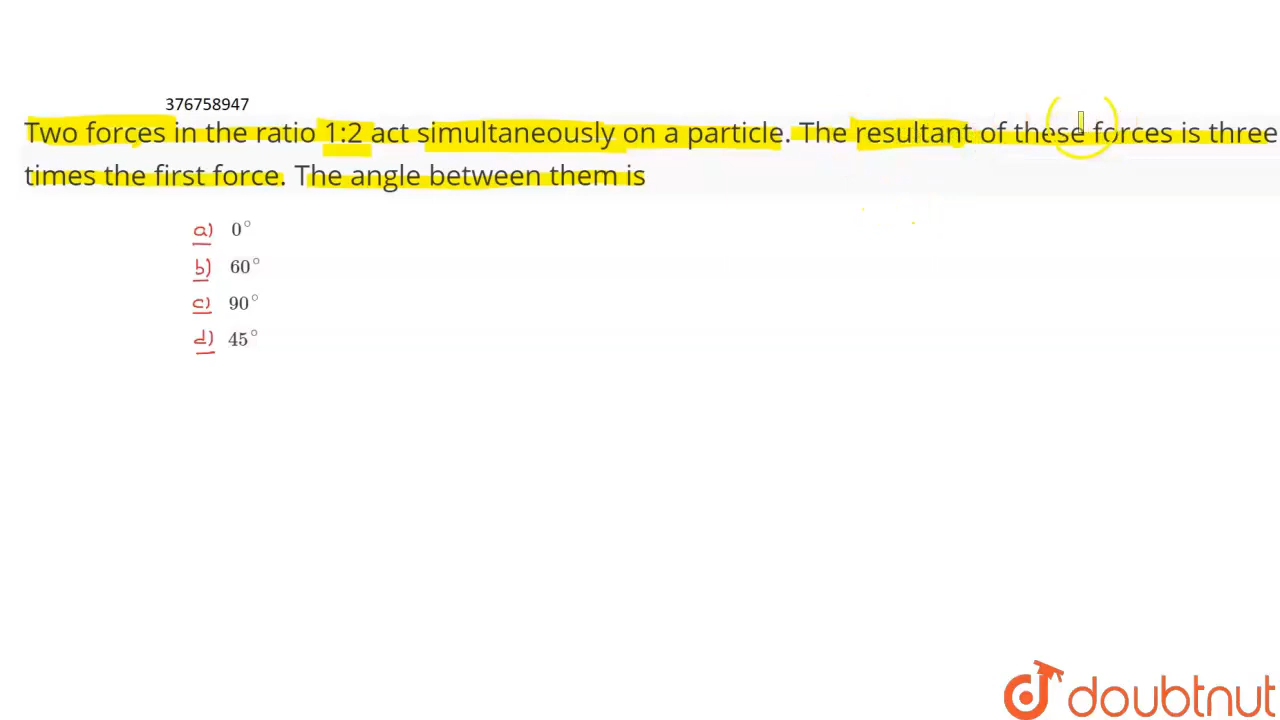 376758947
Two forces in the ratio 1:2 act simultaneously on a particle. The resultant of these forces is three
times the first force. The angle between them is
a) 0°
b) 60°
c) 90°
d) 45°
doubtnut